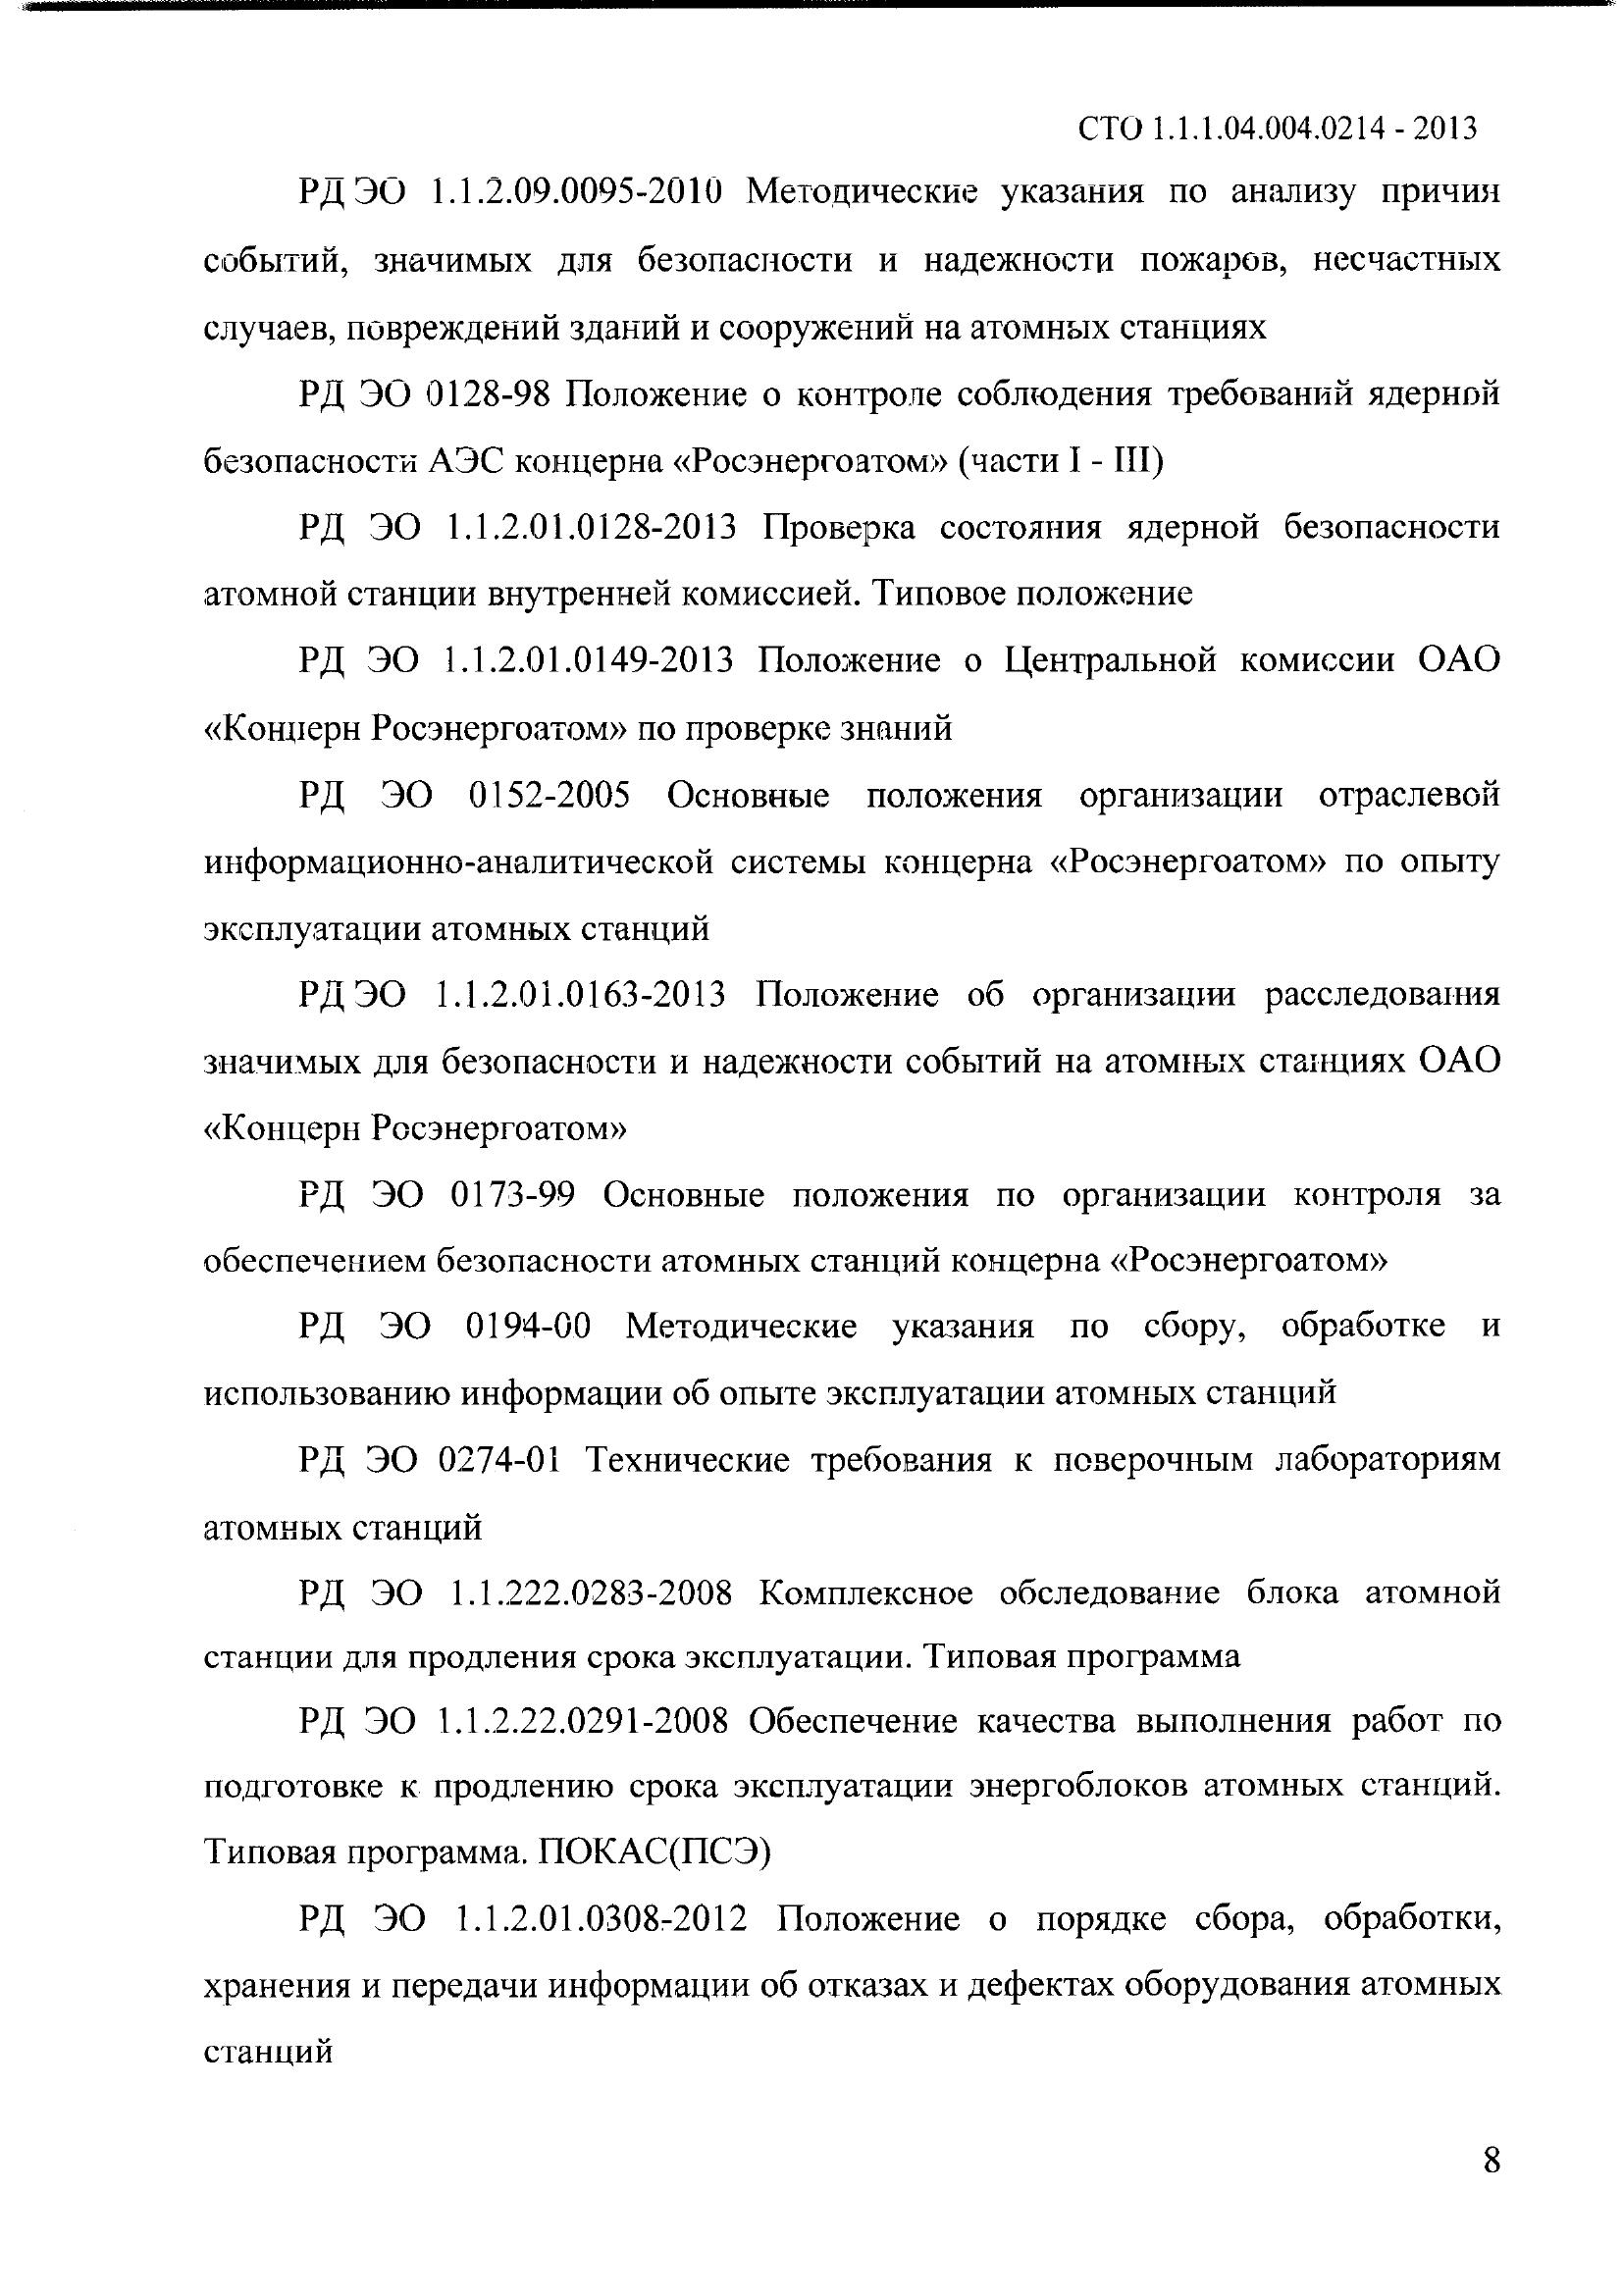 СТО 1.1.1.04.004.0214 - 2013
РД ЭО 1.1.2.09.0095-2010 Методические указания по анализу причин
событий, значимых для безопасности и надежности пожаров, несчастных
случаев, повреждений зданий и сооружений на атомных станциях
РД ЭО 0128-98 Положение о контроле соблюдения требований ядерной
безопасности АЭС концерна «Росэнергоатом» (части I - III)
РД ЭО 1.1.2.01.0128-2013 Проверка состояния ядерной безопасности
атомной станции внутренней комиссией. Типовое положение
РД ЭО 1.1.2.01.0149-2013 Положение о Центральной комиссии ОАО
«Концерн Росэнергоатом» по проверке знаний
РД ЭО 0152-2005 Основные положения организации отраслевой
информационно-аналитической системы концерна «Росэнергоатом» по опыту
эксплуатации атомных станций
РД ЭО 1.1.2.01.0163-2013 Положение об организации расследования
значимых для безопасности и надежности событий на атомных станциях ОАО
«Концерн Росэнергоатом»
РД ЭО 0173-99 Основные положения по организации контроля за
обеспечением безопасности атомных станций концерна «Росэнергоатом»
РД ЭО 0194-00 Методические указания по сбору, обработке и
использованию информации об опыте эксплуатации атомных станций
РД ЭО 0274-01 Технические требования к поверочным лабораториям
атомных станций
РД ЭО 1.1.222.0283-2008 Комплексное обследование блока атомной
станции для продления срока эксплуатации. Типовая программа
РД ЭО 1.1.2.22.0291-2008 Обеспечение качества выполнения работ по
подготовке к продлению срока эксплуатации энергоблоков атомных станций.
Типовая программа. ПОКАС(ПСЭ)
РД ЭО 1.1.2.01.0308-2012 Положение о порядке сбора, обработки,
хранения и передачи информации об отказах и дефектах оборудования атомных
станций
8